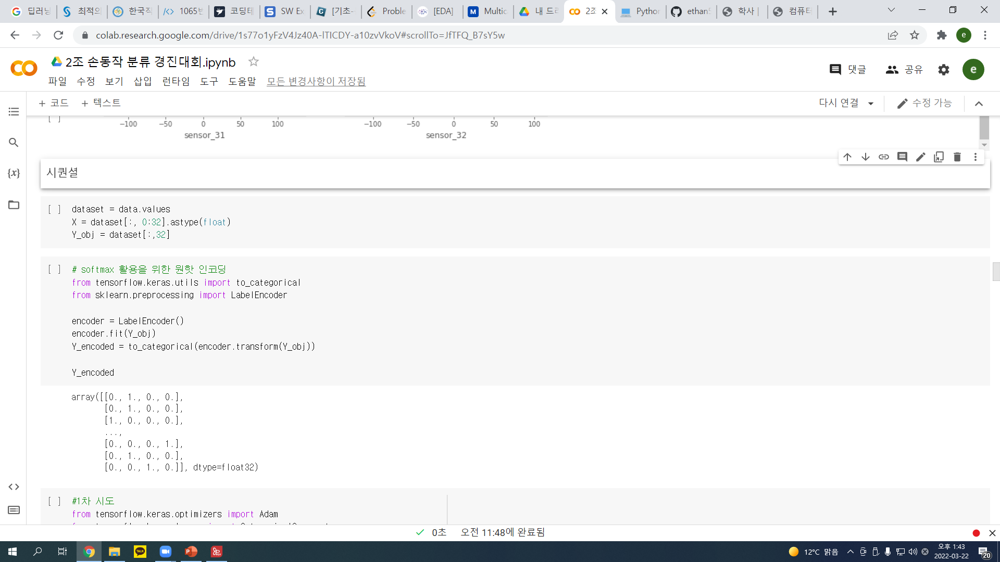 딥러닝
최적의
한국직
1065번
코딩테
SW Ex
[기초-
Proble
[EDA]
Multic
내 드라
2조
Python
ethan5
학사 |
컴퓨터
colab.research.google.com/drive/1s77o1yFzV4Jz40A-lTICDY-a10zvVkoV#scrollTo=JfTFQ_B7sY5w
e
2조 손동작 분류 경진대회.ipynb
댓글
공유
e
파일 수정 보기 삽입 런타임 도구 도움말 모든 변경사항이 저장됨
+ 코드 + 텍스트
다시 연결
수정 가능
[ ]
−100 −50 0 50 100
−100 −50 0 50 100
sensor_31
sensor_32
시퀀셜
[ ] dataset = data.values
X = dataset[:, 0:32].astype(float)
Y_obj = dataset[:,32]
[ ] # softmax 활용을 위한 원핫 인코딩
from tensorflow.keras.utils import to_categorical
from sklearn.preprocessing import LabelEncoder
encoder = LabelEncoder()
encoder.fit(Y_obj)
Y_encoded = to_categorical(encoder.transform(Y_obj))
Y_encoded
array([[0., 1., 0., 0.],
[0., 1., 0., 0.],
[1., 0., 0., 0.],
...,
[0., 0., 0., 1.],
[0., 1., 0., 0.],
[0., 0., 1., 0.]], dtype=float32)
[ ] #1차 시도
from tensorflow.keras.optimizers import Adam
0초 오전 11:48에 완료됨
12°C 맑음
오후 1:43
2022-03-22
20